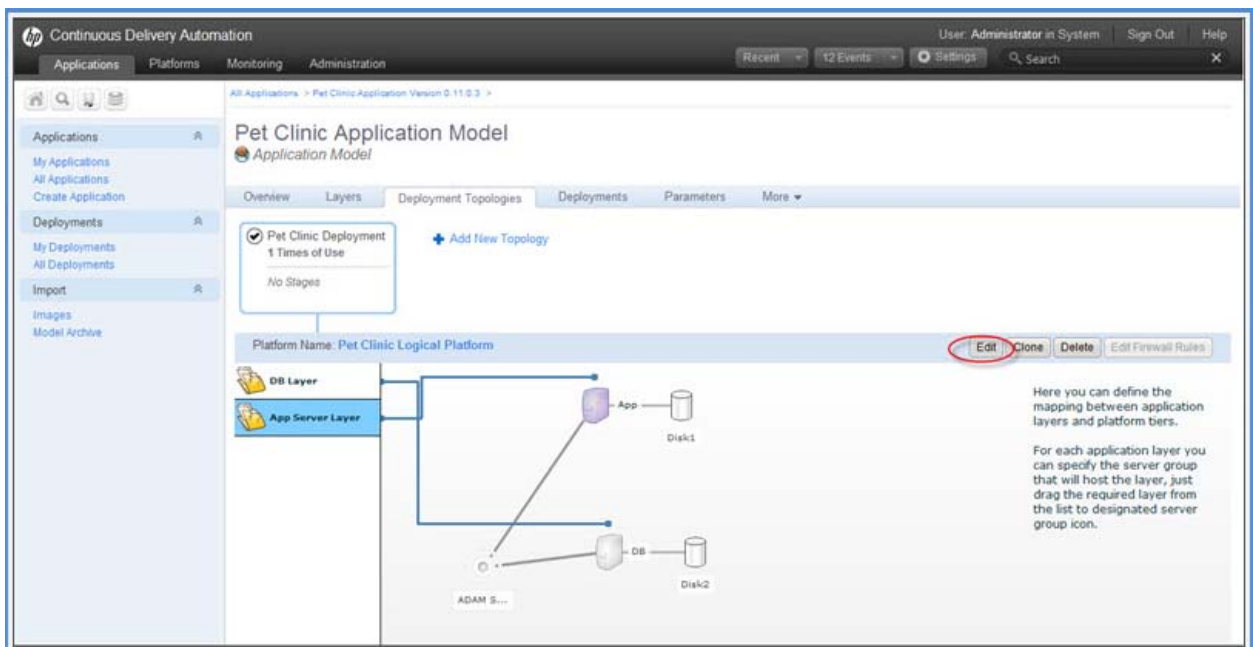 hp Continuous Delivery Automation
User: Administrator in System Sign Out Help
Applications Platforms Monitoring Administration
Recent 12 Events Settings Search
All Applications > Pet Clinic Application Version 0.11.0.3 >
Applications
My Applications
All Applications
Create Application
Deployments
My Deployments
All Deployments
Import
Images
Model Archive
Pet Clinic Application Model
Application Model
Overview Layers Deployment Topologies Deployments Parameters More
Pet Clinic Deployment
1 Times of Use
No Stages
Add New Topology
Platform Name: Pet Clinic Logical Platform
Edit Clone Delete Edit Firewall Rules
DB Layer
App Server Layer
App
Disk1
DB
Disk2
ADAM S...
Here you can define the
mapping between application
layers and platform tiers.
For each application layer you
can specify the server group
that will host the layer, just
drag the required layer from
the list to designated server
group icon.